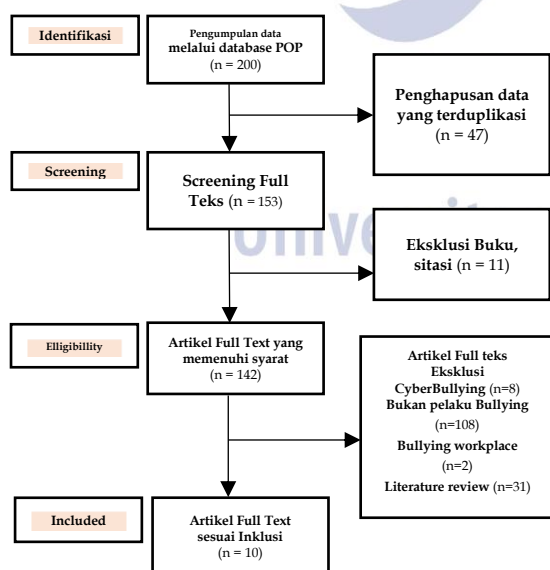 Identifikasi
Pengumpulan data
melalui database POP
(n = 200)
Penghapusan data
yang terduplikasi
(n = 47)
Screening
Screening Full
Teks (n = 153)
Eksklusi Buku,
sitasi (n = 11)
Elligibillity
Artikel Full Text yang
memenuhi syarat
(n = 142)
Artikel Full teks
Eksklusi
CyberBullying (n=8)
Bukan pelaku Bullying
(n=108)
Bullying workplace
(n=2)
Literature review (n=31)
Included
Artikel Full Text
sesuai Inklusi
(n = 10)